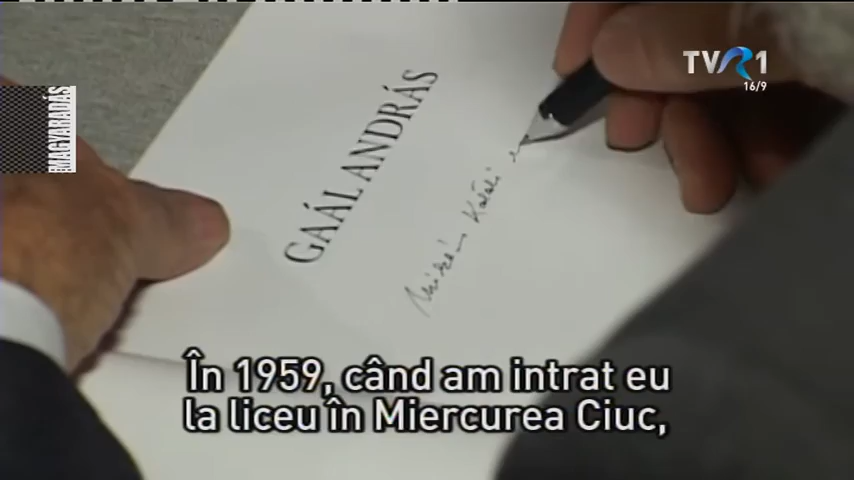 TVR1
16/9
MAGYARADÁS
GAÁL ANDRÁS
În 1959, când am intrat eu
la liceu în Miercurea Ciuc,